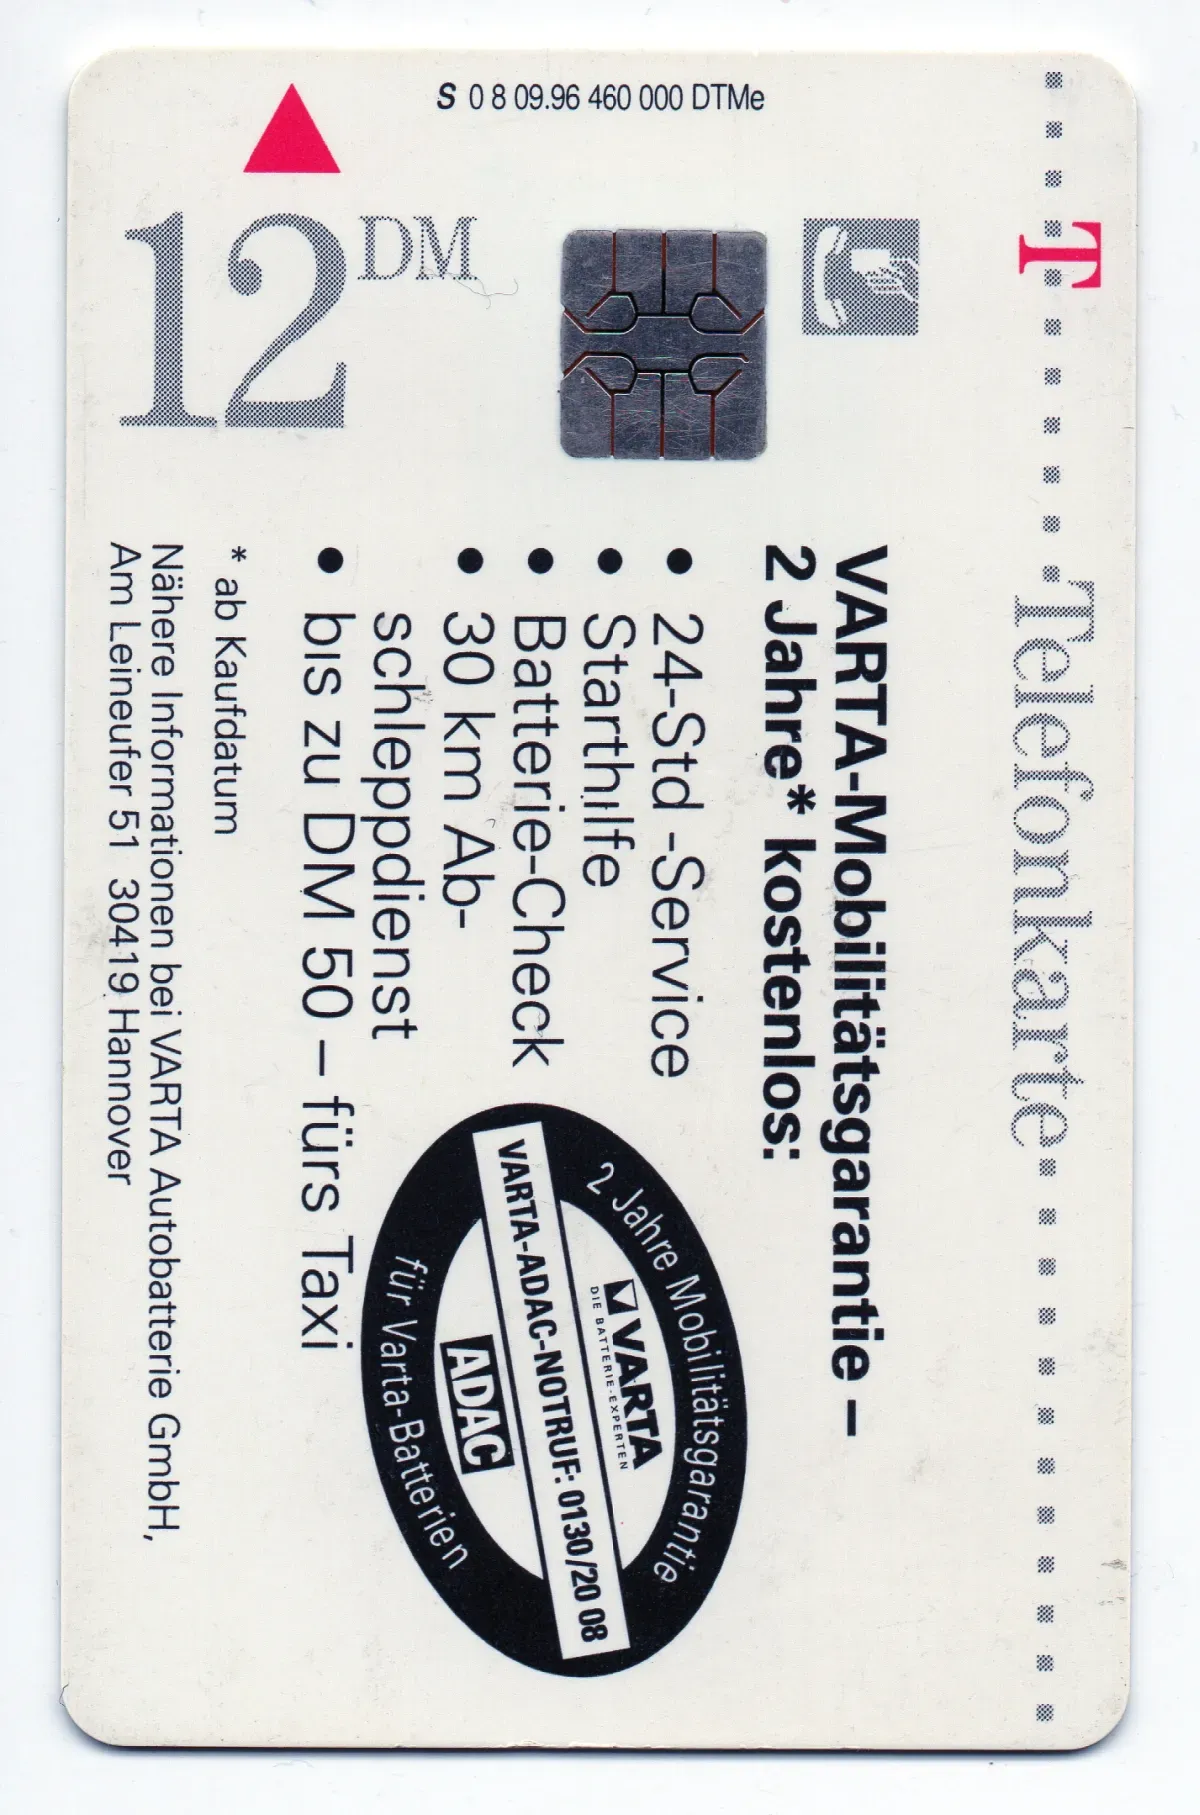 S 0 8 09.96 460 000 DTMe
12 DM
T
Telefonkarte
VARTA-Mobilitätsgarantie –
2 Jahre* kostenlos:
• 24-Std -Service
• Starthilfe
• Batterie-Check
• 30 km Ab-
schleppdienst
• bis zu DM 50 – fürs Taxi
* ab Kaufdatum
Nähere Informationen bei VARTA Autobatterie GmbH,
Am Leineufer 51 30419 Hannover
2 Jahre Mobilitätsgarantie
VARTA
DIE BATTERIE-EXPERTEN
VARTA-ADAC-NOTRUF: 0130/20 08
ADAC
für Varta-Batterien